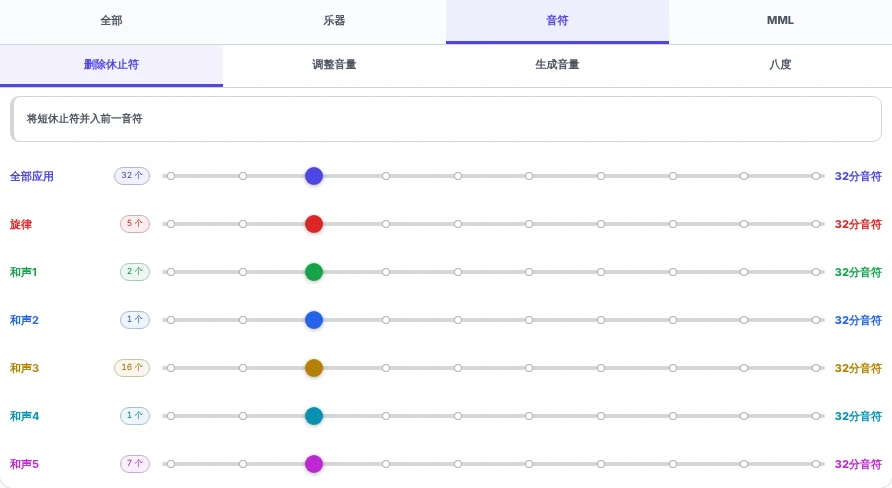 全部 乐器 音符 MML
删除休止符 调整音量 生成音量 八度
将短休止符并入前一音符
全部应用 32 个 32分音符
旋律 5 个 32分音符
和声1 2 个 32分音符
和声2 1 个 32分音符
和声3 16 个 32分音符
和声4 1 个 32分音符
和声5 7 个 32分音符